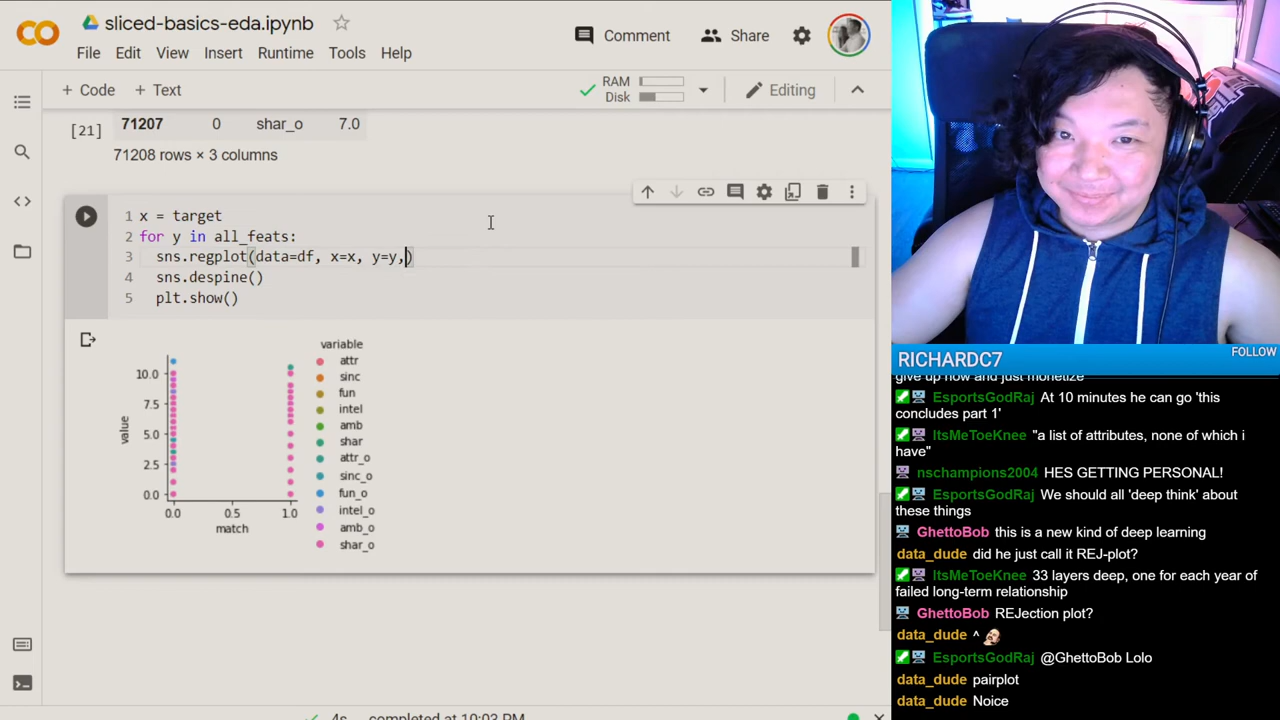 sliced-basics-eda.ipynb
File Edit View Insert Runtime Tools Help
Comment Share
+ Code + Text
RAM
Disk
Editing
[21]
71207 0 shar_o 7.0
71208 rows × 3 columns
1 x = target
2 for y in all_feats:
3 sns.regplot(data=df, x=x, y=y,)
4 sns.despine()
5 plt.show()
variable
attr
sinc
fun
intel
amb
shar
attr_o
sinc_o
fun_o
intel_o
amb_o
shar_o
value
10.0
7.5
5.0
2.5
0.0
0.0 0.5 1.0
match
4s completed at 10:03 PM
RICHARDC7
FOLLOW
give up now and just monetize
EsportsGodRaj At 10 minutes he can go 'this
concludes part 1'
ItsMeToeKnee "a list of attributes, none of which i
have"
nschampions2004 HES GETTING PERSONAL!
EsportsGodRaj We should all 'deep think' about
these things
GhettoBob this is a new kind of deep learning
data_dude did he just call it REJ-plot?
ItsMeToeKnee 33 layers deep, one for each year of
failed long-term relationship
GhettoBob REJection plot?
data_dude ^
EsportsGodRaj @GhettoBob Lolo
data_dude pairplot
data_dude Noice